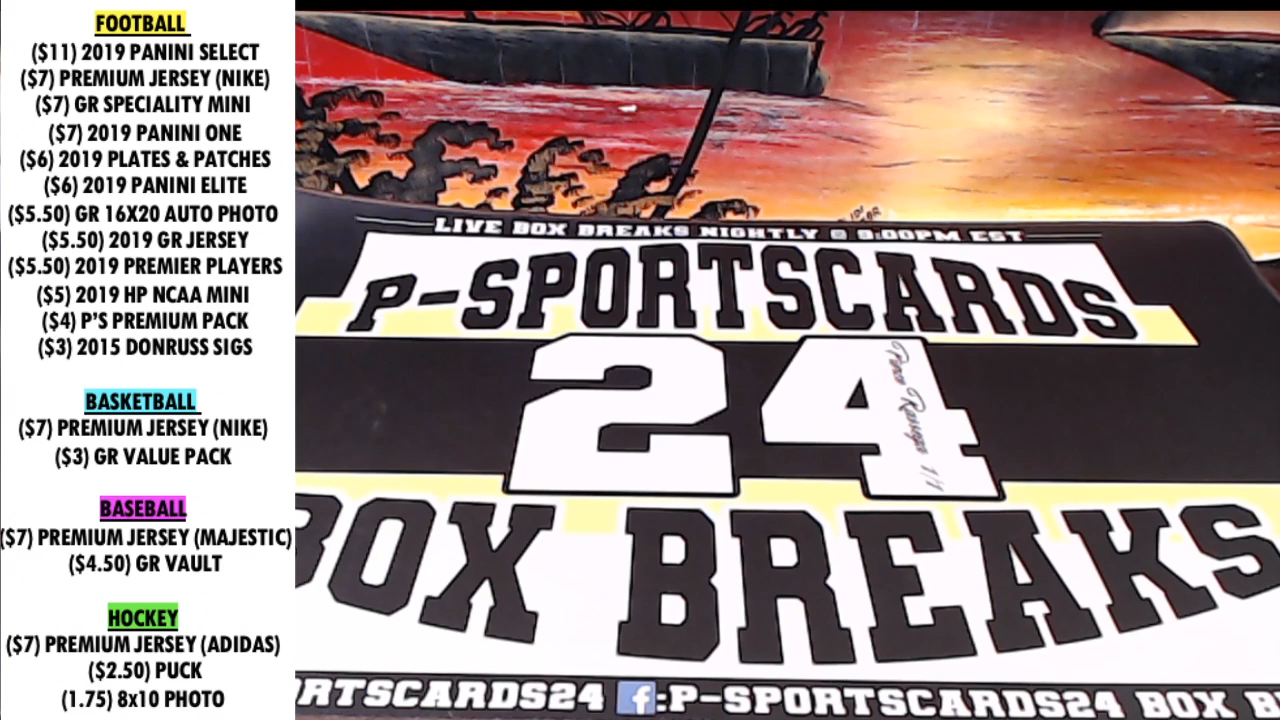 FOOTBALL
($11) 2019 PANINI SELECT
($7) PREMIUM JERSEY (NIKE)
($7) GR SPECIALITY MINI
($7) 2019 PANINI ONE
($6) 2019 PLATES & PATCHES
($6) 2019 PANINI ELITE
($5.50) GR 16X20 AUTO PHOTO
($5.50) 2019 GR JERSEY
($5.50) 2019 PREMIER PLAYERS
($5) 2019 HP NCAA MINI
($4) P'S PREMIUM PACK
($3) 2015 DONRUSS SIGS
BASKETBALL
($7) PREMIUM JERSEY (NIKE)
($3) GR VALUE PACK
BASEBALL
($7) PREMIUM JERSEY (MAJESTIC)
($4.50) GR VAULT
HOCKEY
($7) PREMIUM JERSEY (ADIDAS)
($2.50) PUCK
(1.75) 8x10 PHOTO
LIVE BOX BREAKS NIGHTLY @ 9:00PM EST
P-SPORTSCARDS
24
BOX BREAKS
RTSCARDS24 f:P-SPORTSCARDS24 BOX B